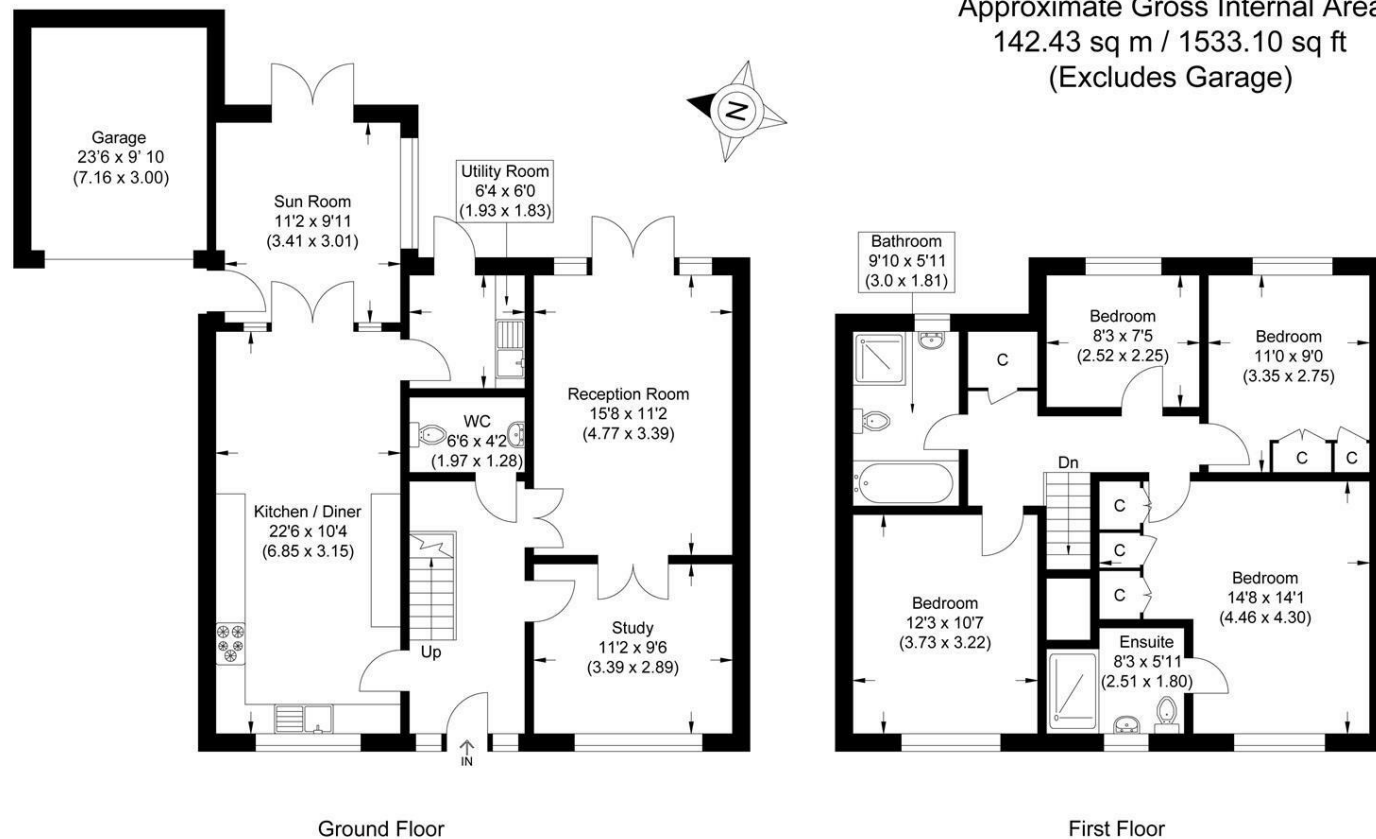 Approximate Gross Internal Area
142.43 sq m / 1533.10 sq ft
(Excludes Garage)
N
Garage
23'6 x 9' 10
(7.16 x 3.00)
Sun Room
11'2 x 9'11
(3.41 x 3.01)
Utility Room
6'4 x 6'0
(1.93 x 1.83)
Reception Room
15'8 x 11'2
(4.77 x 3.39)
WC
6'6 x 4'2
(1.97 x 1.28)
Kitchen / Diner
22'6 x 10'4
(6.85 x 3.15)
Up
Study
11'2 x 9'6
(3.39 x 2.89)
IN
Ground Floor
Bathroom
9'10 x 5'11
(3.0 x 1.81)
C
Bedroom
8'3 x 7'5
(2.52 x 2.25)
Bedroom
11'0 x 9'0
(3.35 x 2.75)
C
C
Dn
C
C
C
Bedroom
12'3 x 10'7
(3.73 x 3.22)
Bedroom
14'8 x 14'1
(4.46 x 4.30)
Ensuite
8'3 x 5'11
(2.51 x 1.80)
First Floor